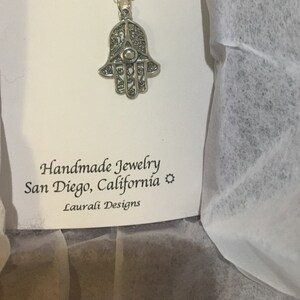 Handmade Jewelry
San Diego, California
Laurali Designs